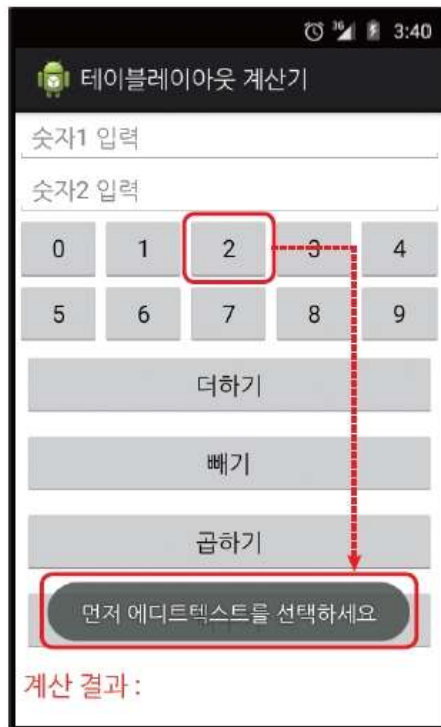 3G 3:40
테이블레이아웃 계산기
숫자1 입력
숫자2 입력
0 1 2 3 4
5 6 7 8 9
더하기
빼기
곱하기
먼저 에디트텍스트를 선택하세요
계산 결과 :